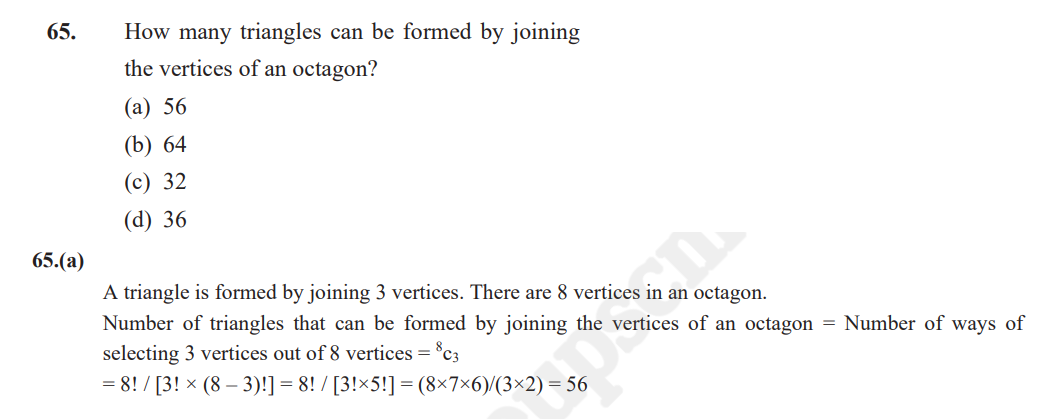 65. How many triangles can be formed by joining
the vertices of an octagon?
(a) 56
(b) 64
(c) 32
(d) 36
65.(a)
A triangle is formed by joining 3 vertices. There are 8 vertices in an octagon.
Number of triangles that can be formed by joining the vertices of an octagon = Number of ways of
selecting 3 vertices out of 8 vertices = ⁸c₃
= 8! / [3! × (8 – 3)!] = 8! / [3!×5!] = (8×7×6)/(3×2) = 56